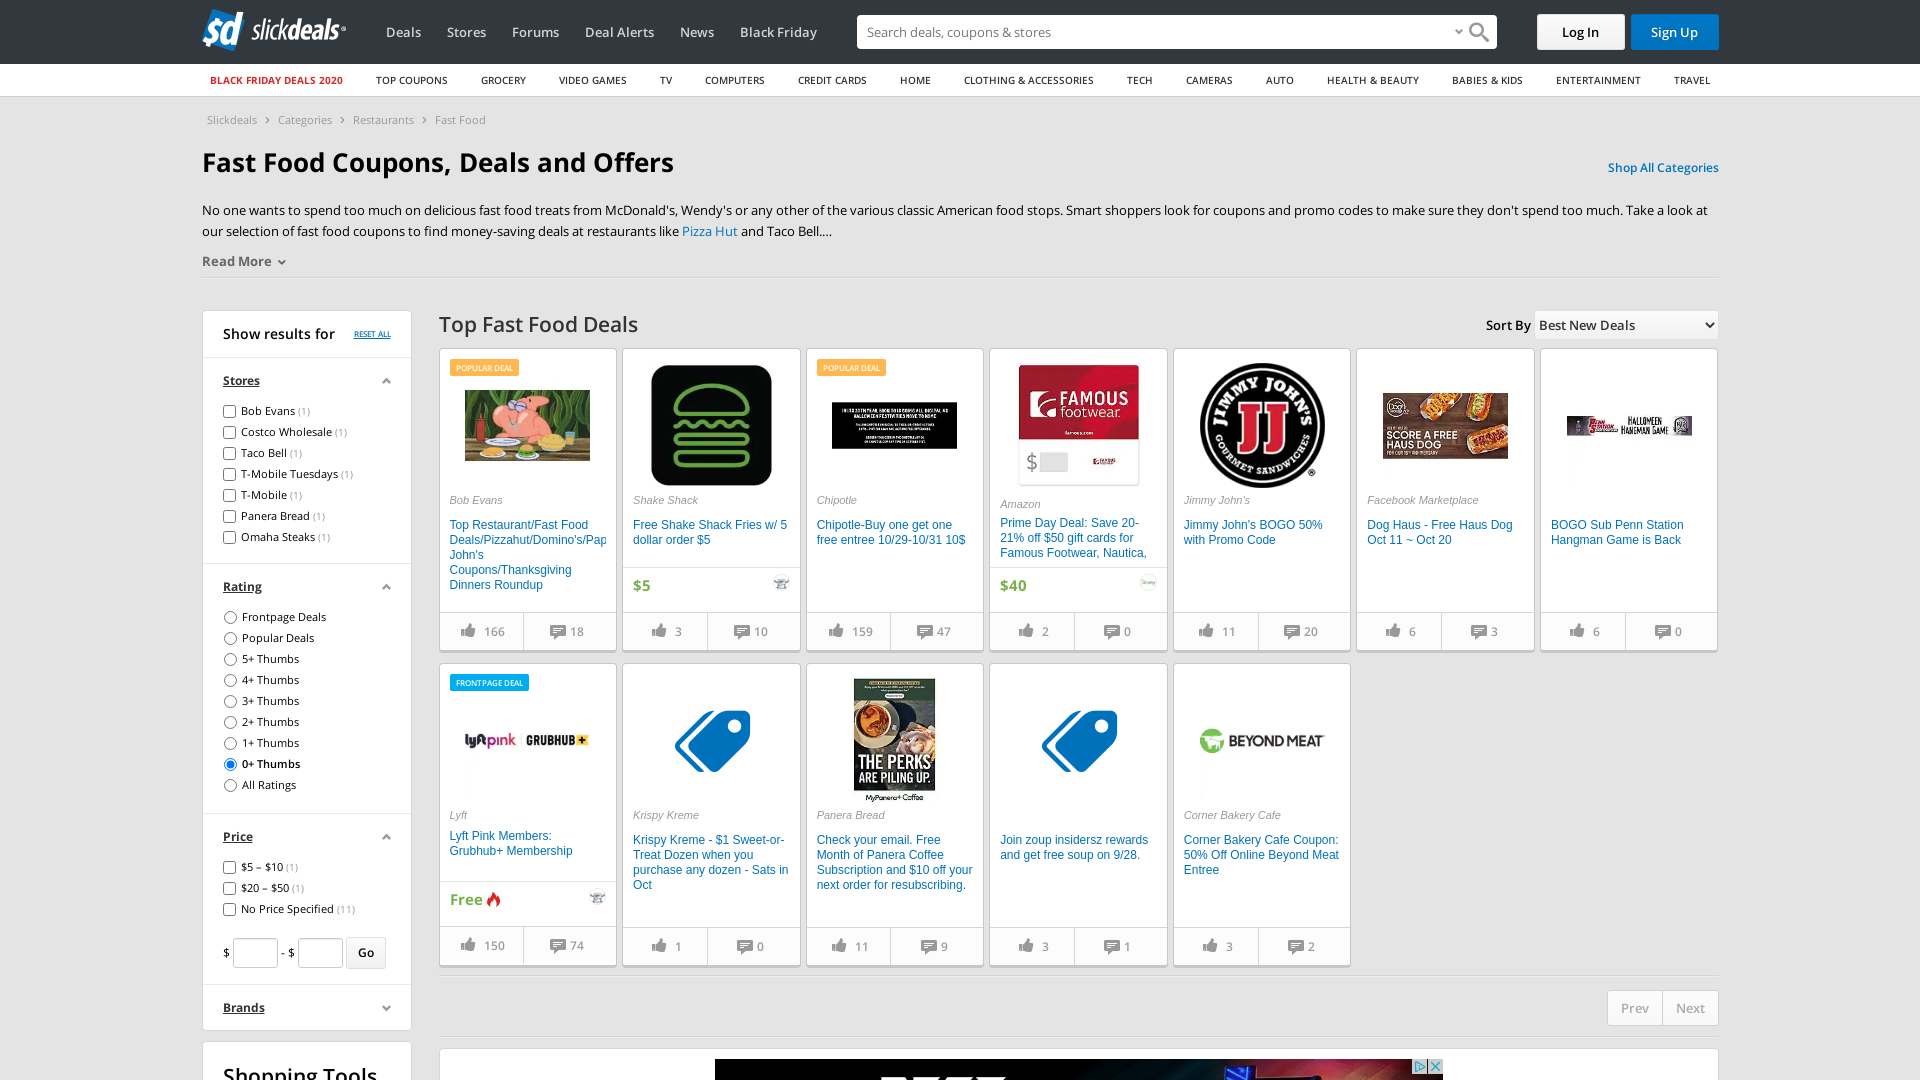 sd slickdeals
Deals
Stores
Forums
Deal Alerts
News
Black Friday
Search deals, coupons & stores
Log In
Sign Up
BLACK FRIDAY DEALS 2020
TOP COUPONS
GROCERY
VIDEO GAMES
TV
COMPUTERS
CREDIT CARDS
HOME
CLOTHING & ACCESSORIES
TECH
CAMERAS
AUTO
HEALTH & BEAUTY
BABIES & KIDS
ENTERTAINMENT
TRAVEL
Slickdeals > Categories > Restaurants > Fast Food
Fast Food Coupons, Deals and Offers
Shop All Categories
No one wants to spend too much on delicious fast food treats from McDonald's, Wendy's or any other of the various classic American food stops. Smart shoppers look for coupons and promo codes to make sure they don't spend too much. Take a look at
our selection of fast food coupons to find money-saving deals at restaurants like Pizza Hut and Taco Bell....
Read More
Show results for
RESET ALL
Stores
Bob Evans (1)
Costco Wholesale (1)
Taco Bell (1)
T-Mobile Tuesdays (1)
T-Mobile (1)
Panera Bread (1)
Omaha Steaks (1)
Rating
Frontpage Deals
Popular Deals
5+ Thumbs
4+ Thumbs
3+ Thumbs
2+ Thumbs
1+ Thumbs
0+ Thumbs
All Ratings
Price
$5 – $10 (1)
$20 – $50 (1)
No Price Specified (11)
$ - $ Go
Brands
Shopping Tools
Top Fast Food Deals
Sort By Best New Deals
POPULAR DEAL
Bob Evans
Top Restaurant/Fast Food
Deals/Pizzahut/Domino's/Pap
John's
Coupons/Thanksgiving
Dinners Roundup
166
18
Shake Shack
Free Shake Shack Fries w/ 5
dollar order $5
$5
3
10
POPULAR DEAL
Chipotle
Chipotle-Buy one get one
free entree 10/29-10/31 10$
159
47
FAMOUS
footwear.
famous.com
$
Amazon
Prime Day Deal: Save 20-
21% off $50 gift cards for
Famous Footwear, Nautica,
$40
2
0
JIMMY JOHN'S
JJ
GOURMET SANDWICHES
Jimmy John's
Jimmy John's BOGO 50%
with Promo Code
11
20
SCORE A FREE
HAUS DOG
Facebook Marketplace
Dog Haus - Free Haus Dog
Oct 11 ~ Oct 20
6
3
PENN STATION
HALLOWEEN
HANGMAN GAME
BOGO Sub Penn Station
Hangman Game is Back
6
0
FRONTPAGE DEAL
lyft pink GRUBHUB+
Lyft
Lyft Pink Members:
Grubhub+ Membership
Free
150
74
Krispy Kreme
Krispy Kreme - $1 Sweet-or-
Treat Dozen when you
purchase any dozen - Sats in
Oct
1
0
THE PERKS
ARE PILING UP.
MyPanera+ Coffee
Panera Bread
Check your email. Free
Month of Panera Coffee
Subscription and $10 off your
next order for resubscribing.
11
9
Join zoup insidersz rewards
and get free soup on 9/28.
3
1
BEYOND MEAT
Corner Bakery Cafe
Corner Bakery Cafe Coupon:
50% Off Online Beyond Meat
Entree
3
2
Prev
Next